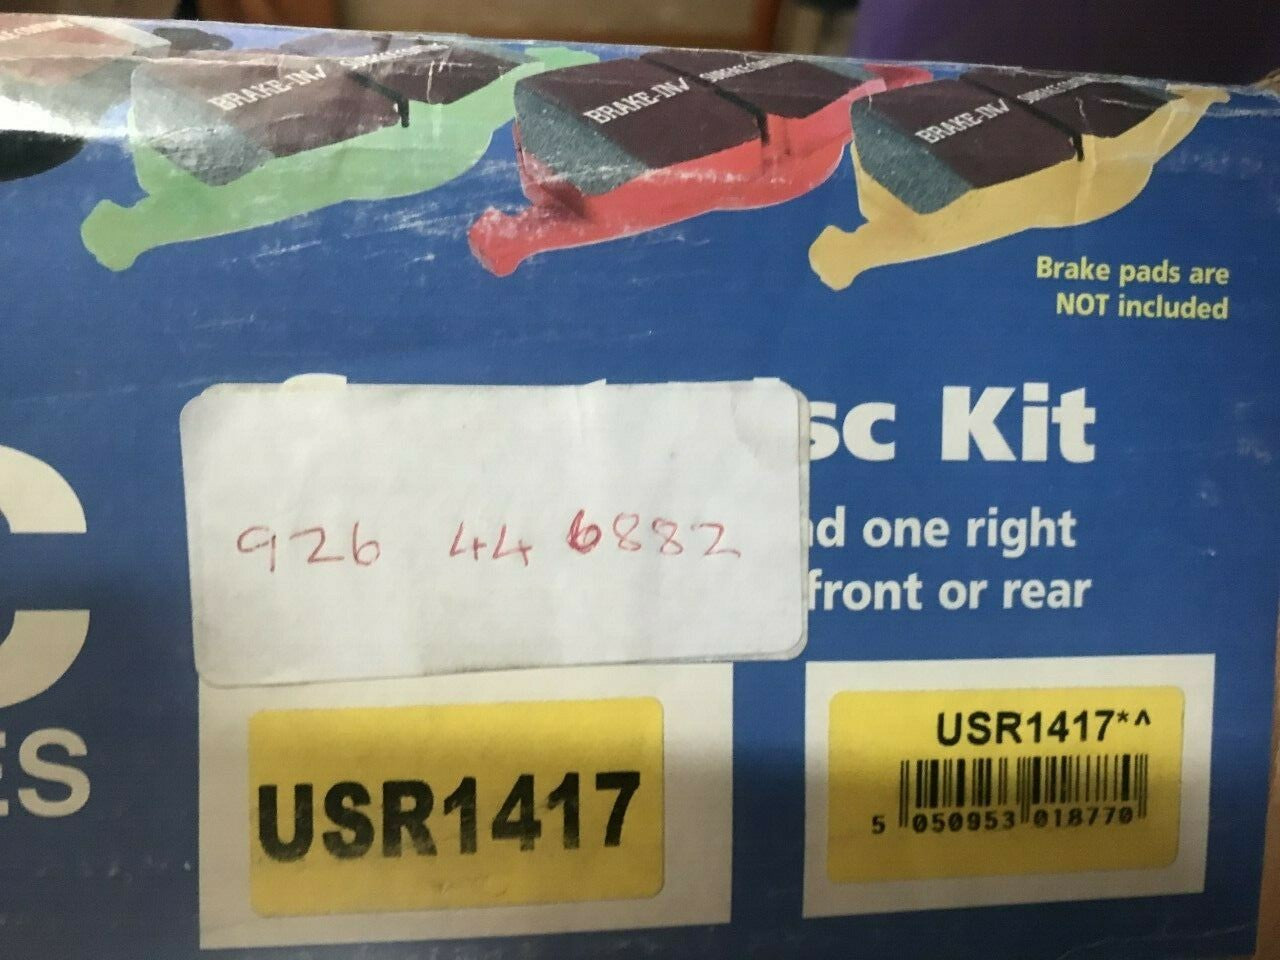 BRAKE-IN/
BRAKE-IN/
BRAKE-IN/
Brake pads are
NOT included
sc Kit
926 44 6882
nd one right
front or rear
C
ES
USR1417
USR1417*^
5 050953 018770